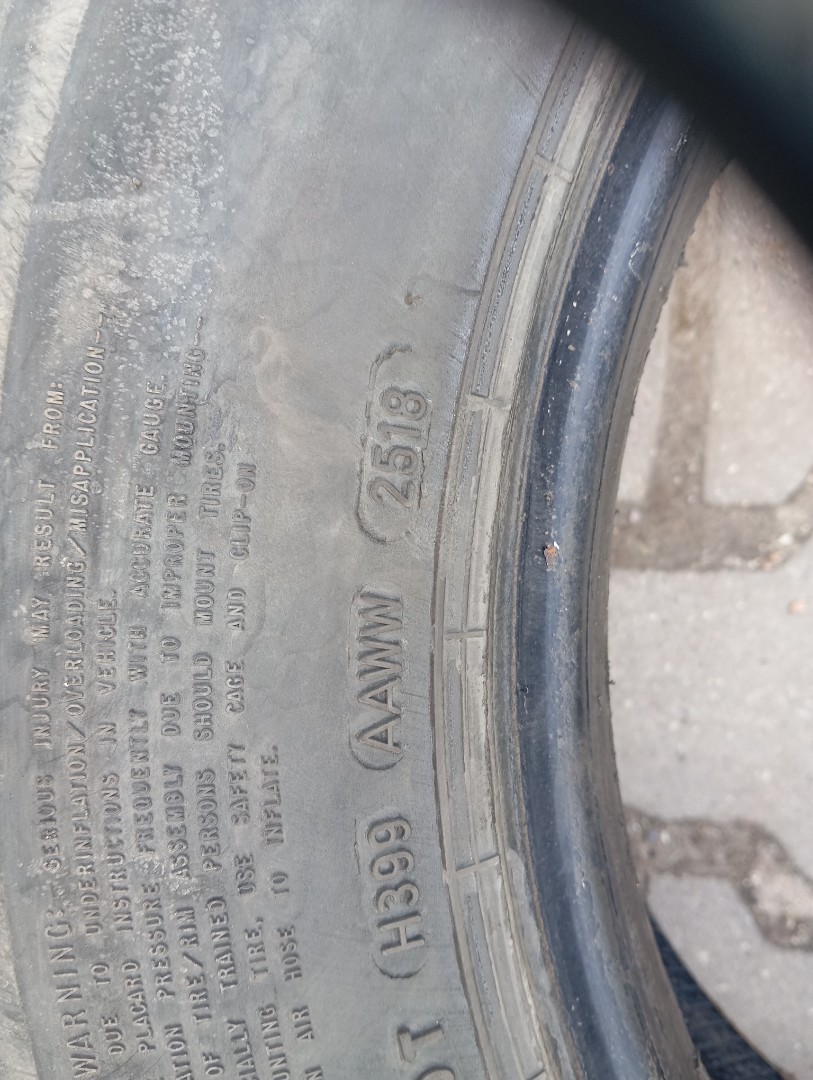 WARNING: SERIOUS INJURY MAY RESULT FROM:
DUE TO UNDERINFLATION/OVERLOADING/MISAPPLICATION-
PLACARD INSTRUCTIONS IN VEHICLE.
PRESSURE FREQUENTLY WITH ACCURATE GAUGE.
OF TIRE/RIM ASSEMBLY DUE TO IMPROPER MOUNTING--
TRAINED PERSONS SHOULD MOUNT TIRES.
TIRE, USE SAFETY CAGE AND CLIP-ON
AIR HOSE TO INFLATE.
H399 AAWW 2518